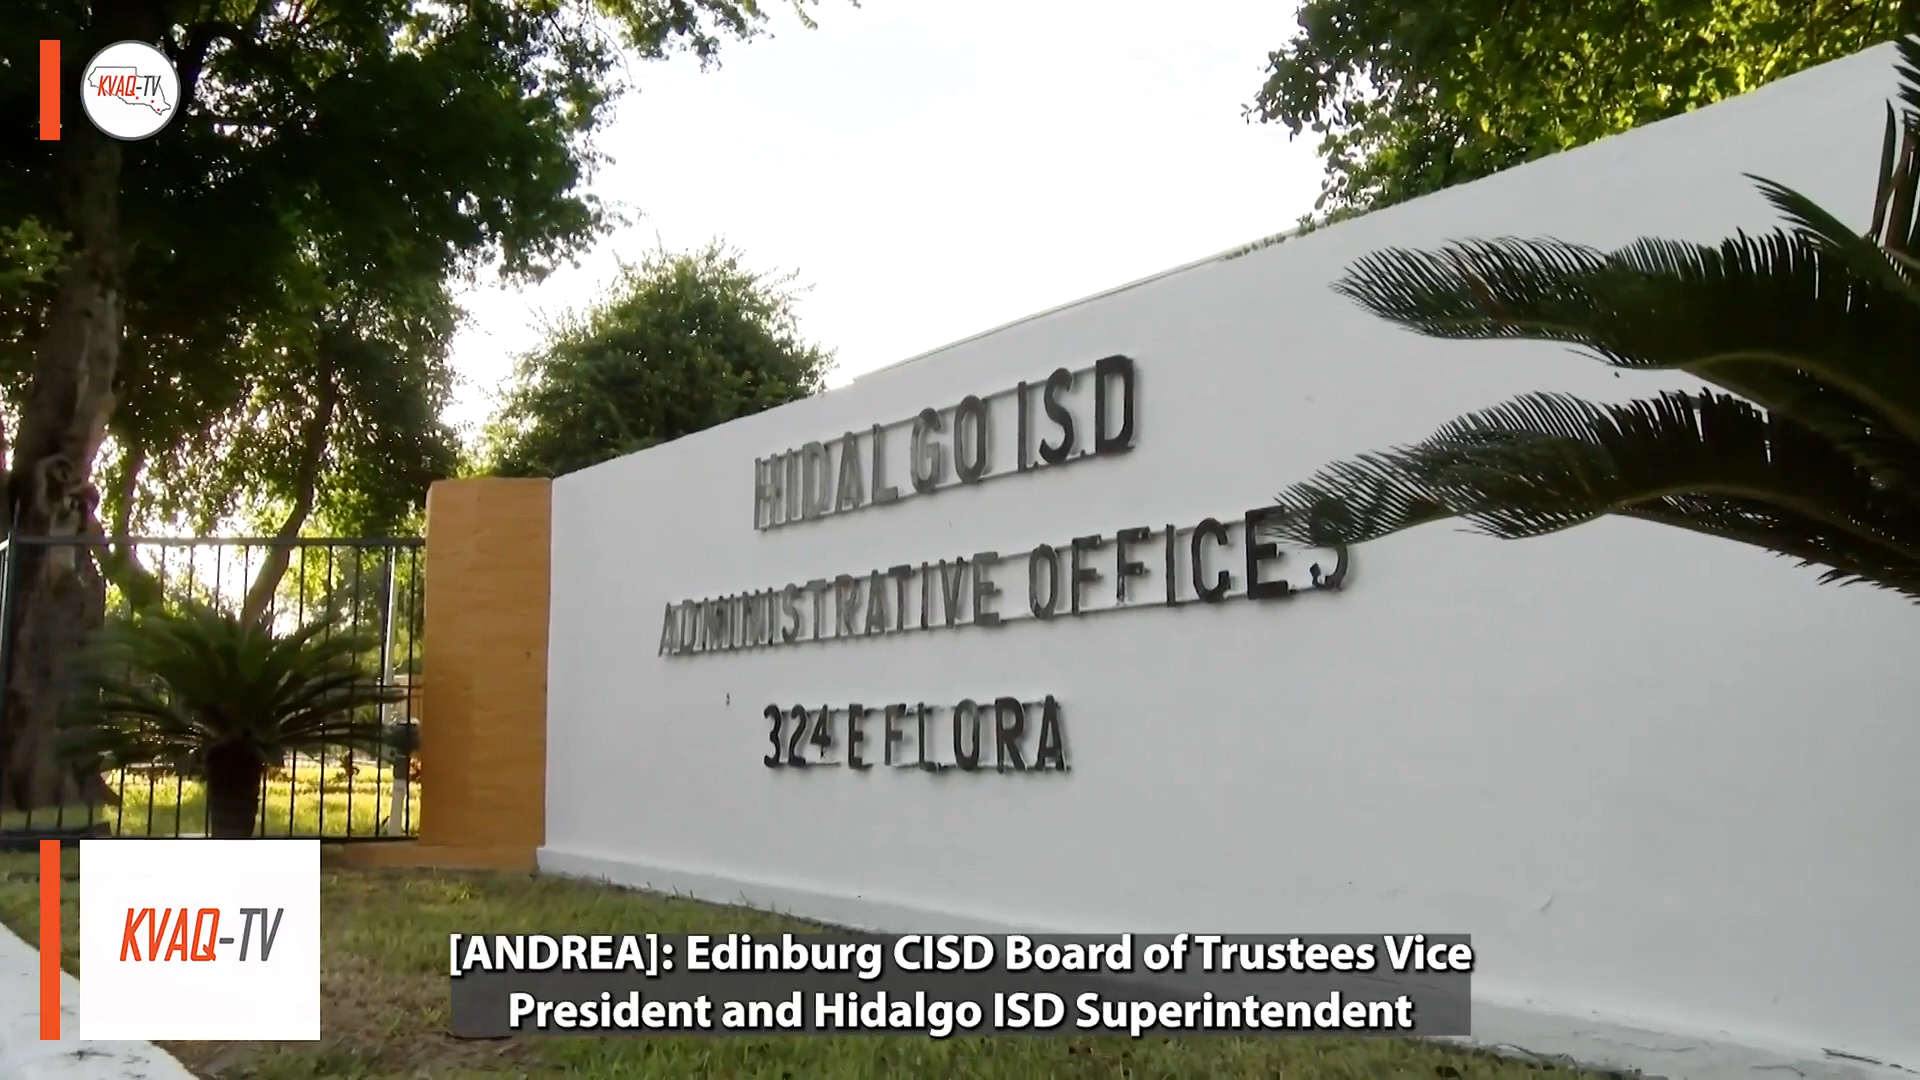 KVAQ-TV
HIDALGO I.S.D
ADMINISTRATIVE OFFICES
324 E FLORA
KVAQ-TV
[ANDREA]: Edinburg CISD Board of Trustees Vice
President and Hidalgo ISD Superintendent